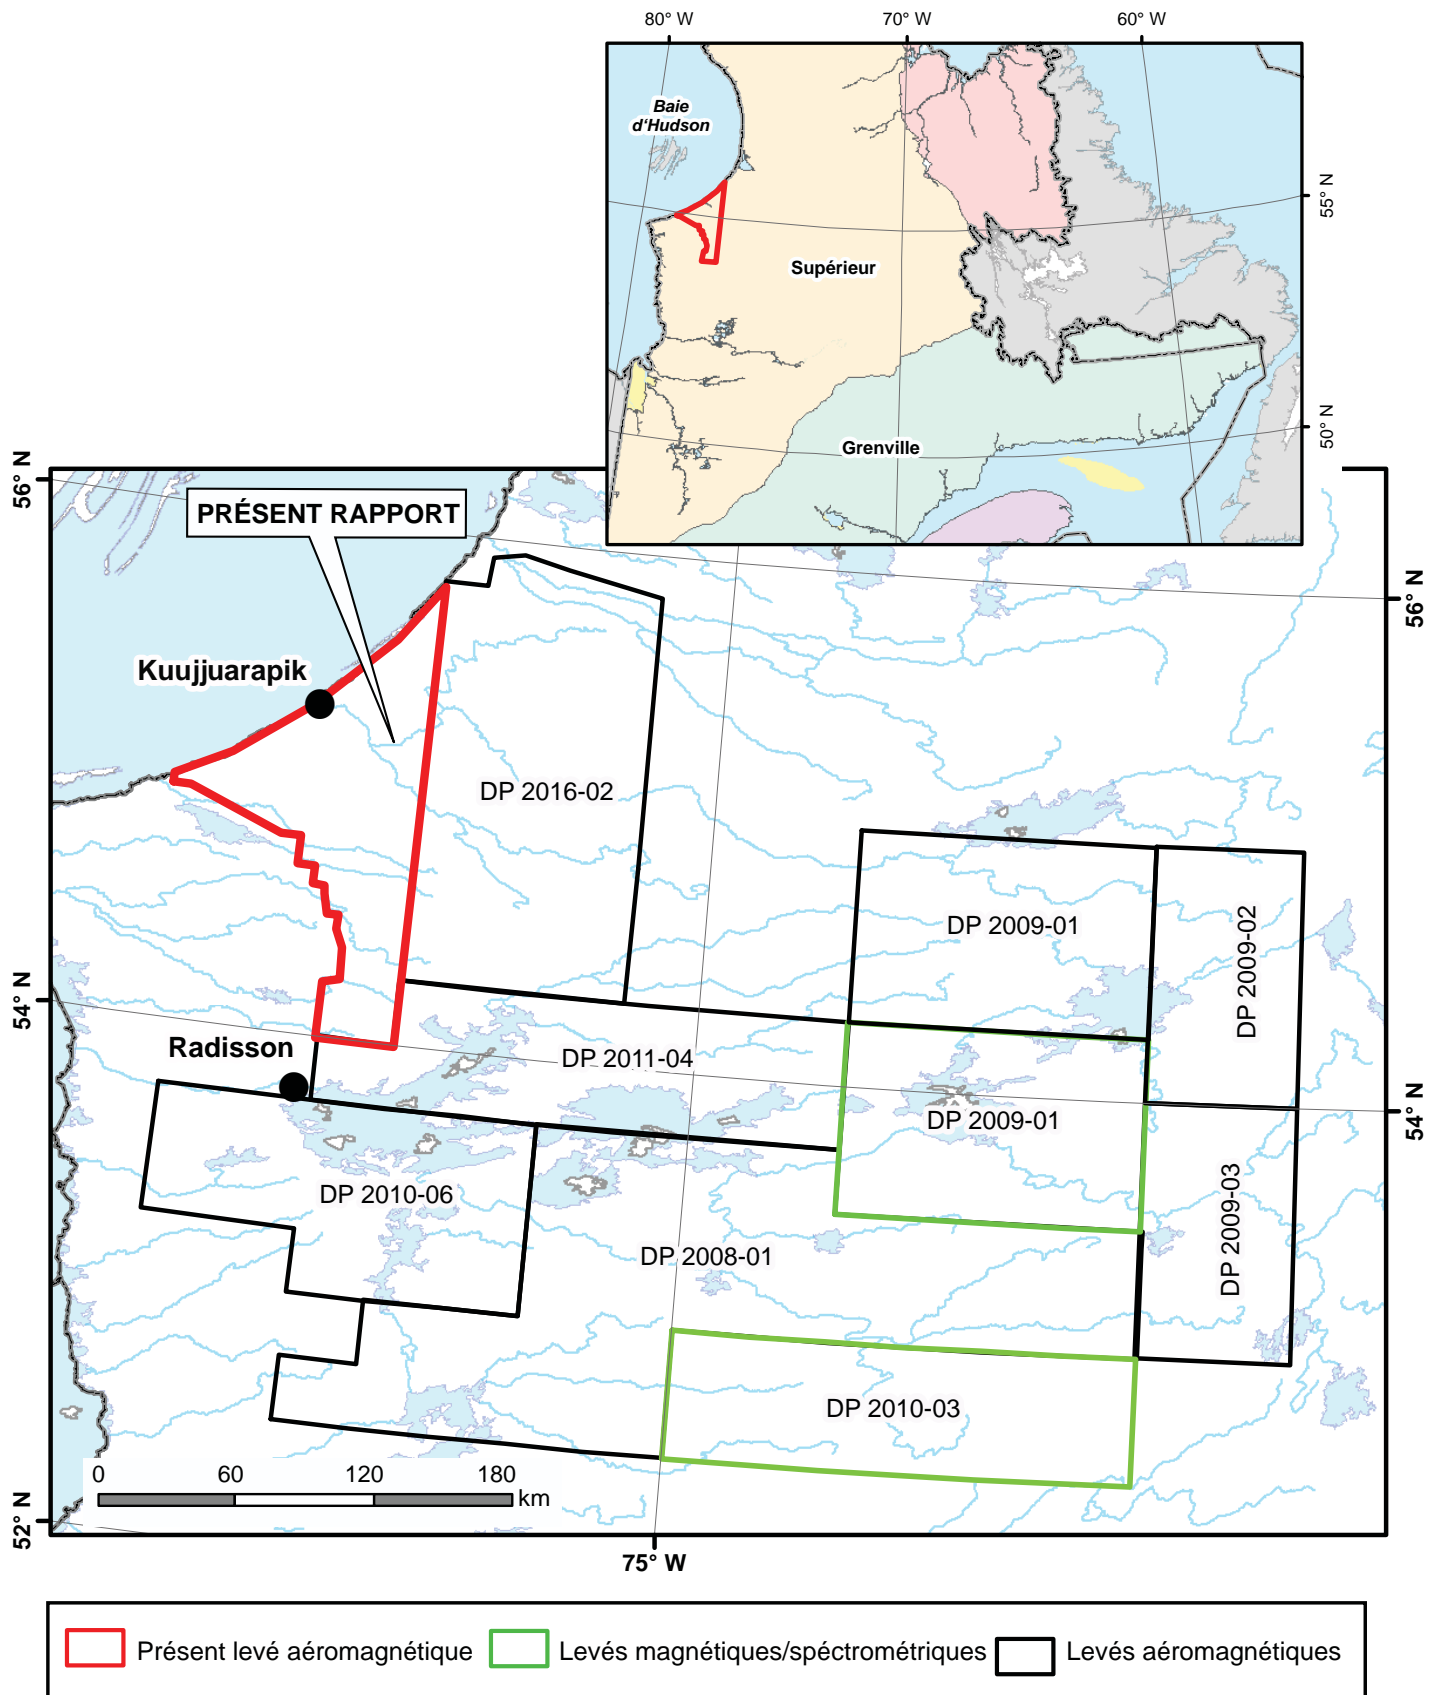 80° W
70° W
60° W
Baie
d'Hudson
55° N
Supérieur
50° N
Grenville
56° N
PRÉSENT RAPPORT
56° N
Kuujjuarapik
DP 2016-02
DP 2009-01
DP 2009-02
54° N
Radisson
DP 2011-04
DP 2009-01
54° N
DP 2010-06
DP 2009-03
DP 2008-01
DP 2010-03
0 60 120 180
km
52° N
75° W
Présent levé aéromagnétique
Levés magnétiques/spéctrométriques
Levés aéromagnétiques